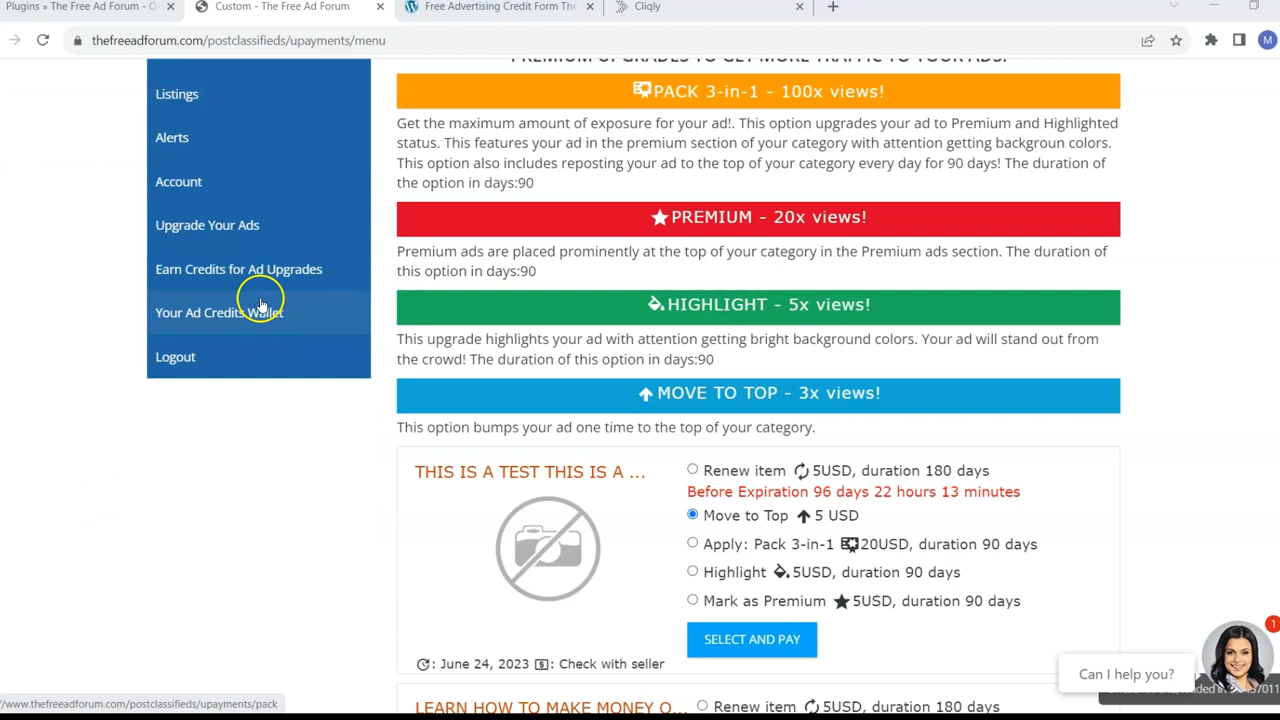 Plugins » The Free Ad Forum - O
Custom - The Free Ad Forum
Free Advertising Credit Form The
Cliqly
thefreeadforum.com/postclassifieds/upayments/menu
M
PREMIUM UPGRADES TO GET MORE TRAFFIC TO YOUR ADS!
Listings
Alerts
Account
Upgrade Your Ads
Earn Credits for Ad Upgrades
Your Ad Credits Wallet
Logout
PACK 3-in-1 - 100x views!
Get the maximum amount of exposure for your ad!. This option upgrades your ad to Premium and Highlighted
status. This features your ad in the premium section of your category with attention getting backgroun colors.
This option also includes reposting your ad to the top of your category every day for 90 days! The duration of
the option in days:90
PREMIUM - 20x views!
Premium ads are placed prominently at the top of your category in the Premium ads section. The duration of
this option in days:90
HIGHLIGHT - 5x views!
This upgrade highlights your ad with attention getting bright background colors. Your ad will stand out from
the crowd! The duration of this option in days:90
MOVE TO TOP - 3x views!
This option bumps your ad one time to the top of your category.
THIS IS A TEST THIS IS A ...
Renew item 5USD, duration 180 days
Before Expiration 96 days 22 hours 13 minutes
Move to Top 5 USD
Apply: Pack 3-in-1 20USD, duration 90 days
Highlight 5USD, duration 90 days
Mark as Premium 5USD, duration 90 days
SELECT AND PAY
: June 24, 2023 : Check with seller
1
Can I help you?
LEARN HOW TO MAKE MONEY O...
Renew item 5USD, duration 180 days
/www.thefreeadforum.com/postclassifieds/upayments/pack